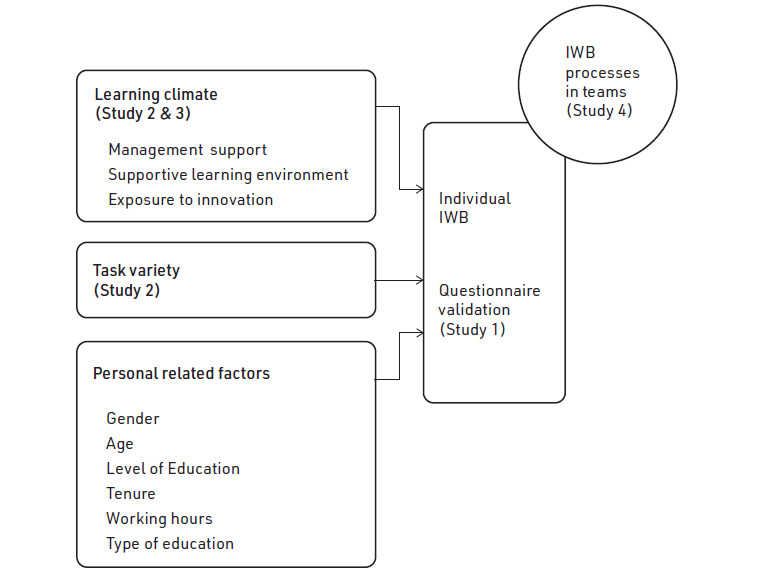 IWB
processes
in teams
(Study 4)
Learning climate
(Study 2 & 3)
Management support
Supportive learning environment
Exposure to innovation
Individual
IWB
Task variety
(Study 2)
Questionnaire
validation
(Study 1)
Personal related factors
Gender
Age
Level of Education
Tenure
Working hours
Type of education